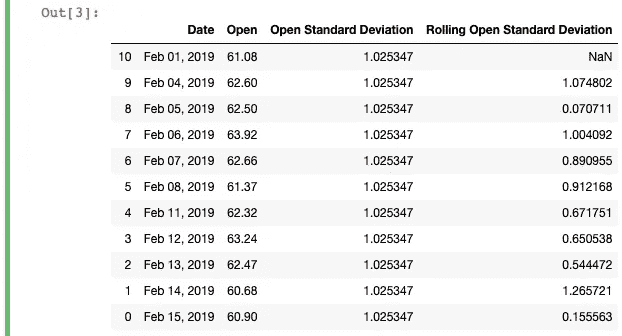 Out[3]:
Date Open Open Standard Deviation Rolling Open Standard Deviation
10 Feb 01, 2019 61.08 1.025347 NaN
9 Feb 04, 2019 62.60 1.025347 1.074802
8 Feb 05, 2019 62.50 1.025347 0.070711
7 Feb 06, 2019 63.92 1.025347 1.004092
6 Feb 07, 2019 62.66 1.025347 0.890955
5 Feb 08, 2019 61.37 1.025347 0.912168
4 Feb 11, 2019 62.32 1.025347 0.671751
3 Feb 12, 2019 63.24 1.025347 0.650538
2 Feb 13, 2019 62.47 1.025347 0.544472
1 Feb 14, 2019 60.68 1.025347 1.265721
0 Feb 15, 2019 60.90 1.025347 0.155563